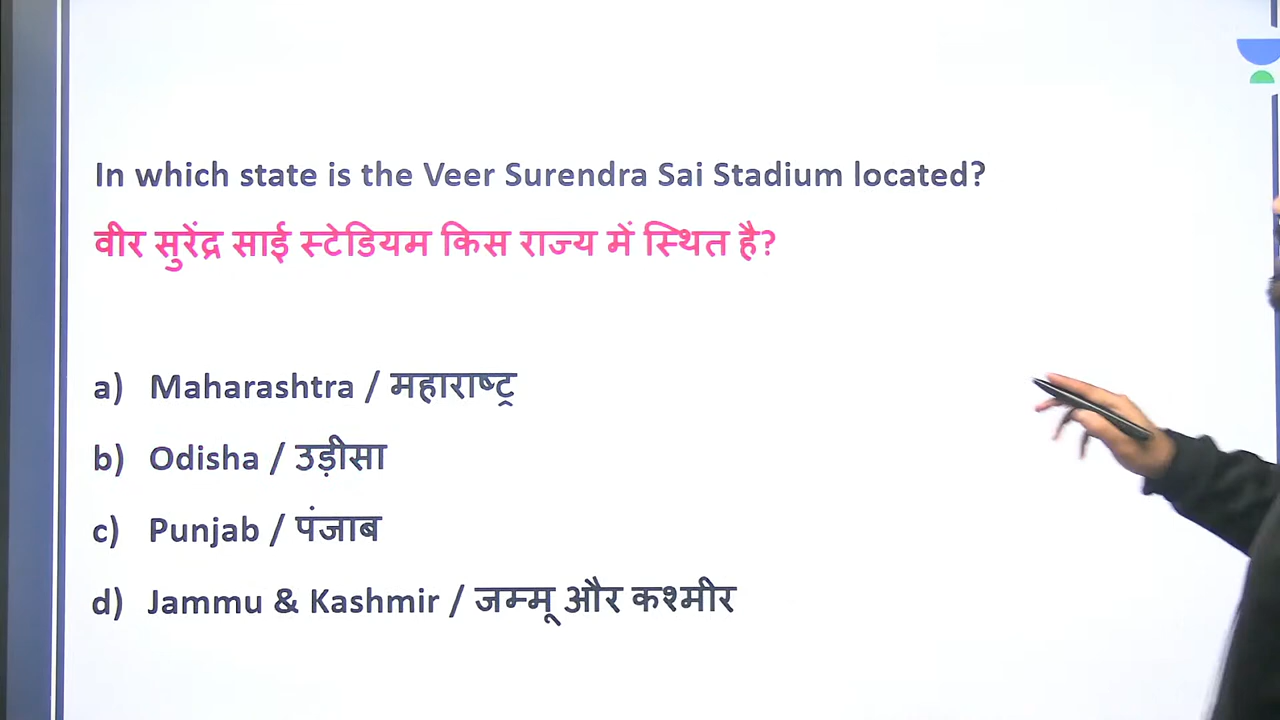 In which state is the Veer Surendra Sai Stadium located?
वीर सुरेंद्र साई स्टेडियम किस राज्य में स्थित है?
a) Maharashtra / महाराष्ट्र
b) Odisha / उड़ीसा
c) Punjab / पंजाब
d) Jammu & Kashmir / जम्मू और कश्मीर